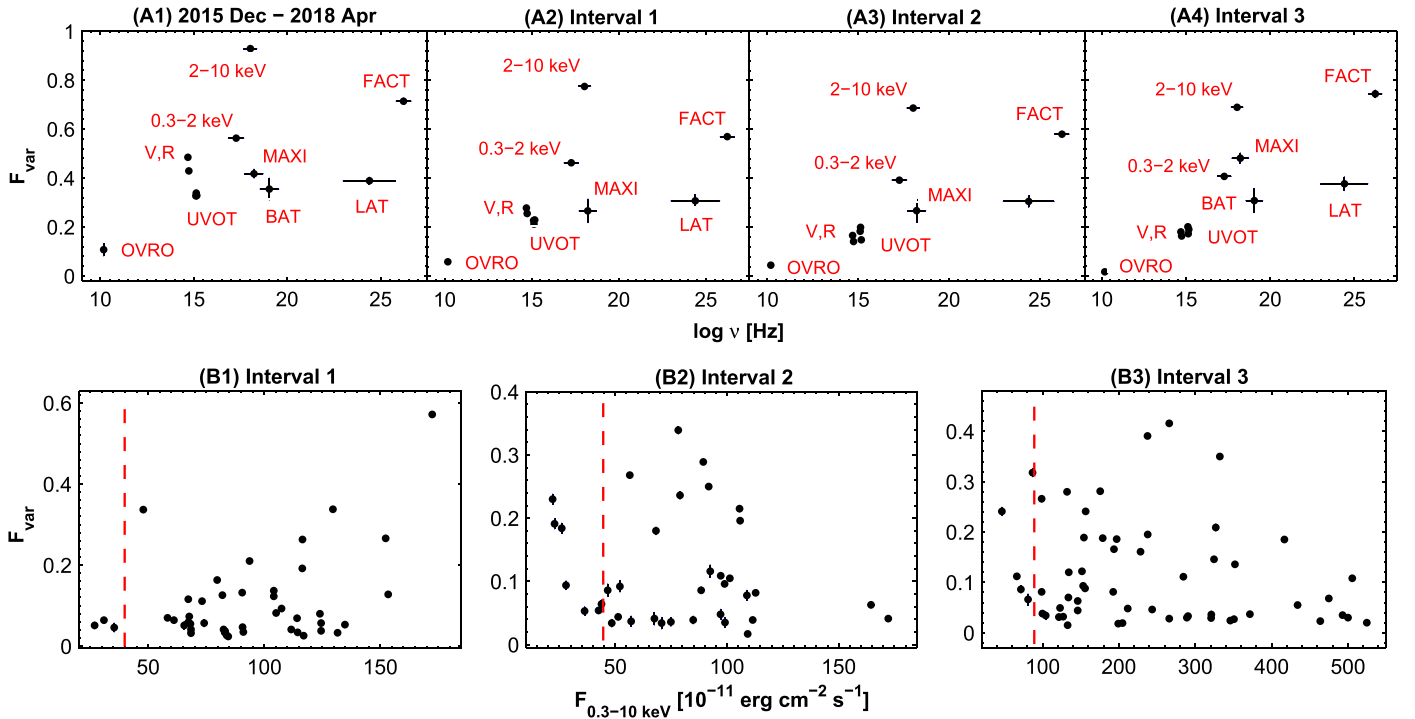 (A1) 2015 Dec − 2018 Apr
(A2) Interval 1
(A3) Interval 2
(A4) Interval 3
F_var
1
0.8
0.6
0.4
0.2
0
2−10 keV
FACT
0.3−2 keV
V,R
MAXI
UVOT
BAT
LAT
OVRO
2−10 keV
FACT
0.3−2 keV
MAXI
V,R
UVOT
LAT
OVRO
2−10 keV
FACT
0.3−2 keV
MAXI
V,R
UVOT
LAT
OVRO
FACT
2−10 keV
MAXI
0.3−2 keV
BAT
LAT
V,R
UVOT
OVRO
10 15 20 25
10 15 20 25
10 15 20 25
10 15 20 25
log ν [Hz]
(B1) Interval 1
(B2) Interval 2
(B3) Interval 3
F_var
0.6
0.4
0.2
0
50 100 150
0.4
0.3
0.2
0.1
0
50 100 150
0.4
0.3
0.2
0.1
0
100 200 300 400 500
F_0.3−10 keV [10⁻¹¹ erg cm⁻² s⁻¹]